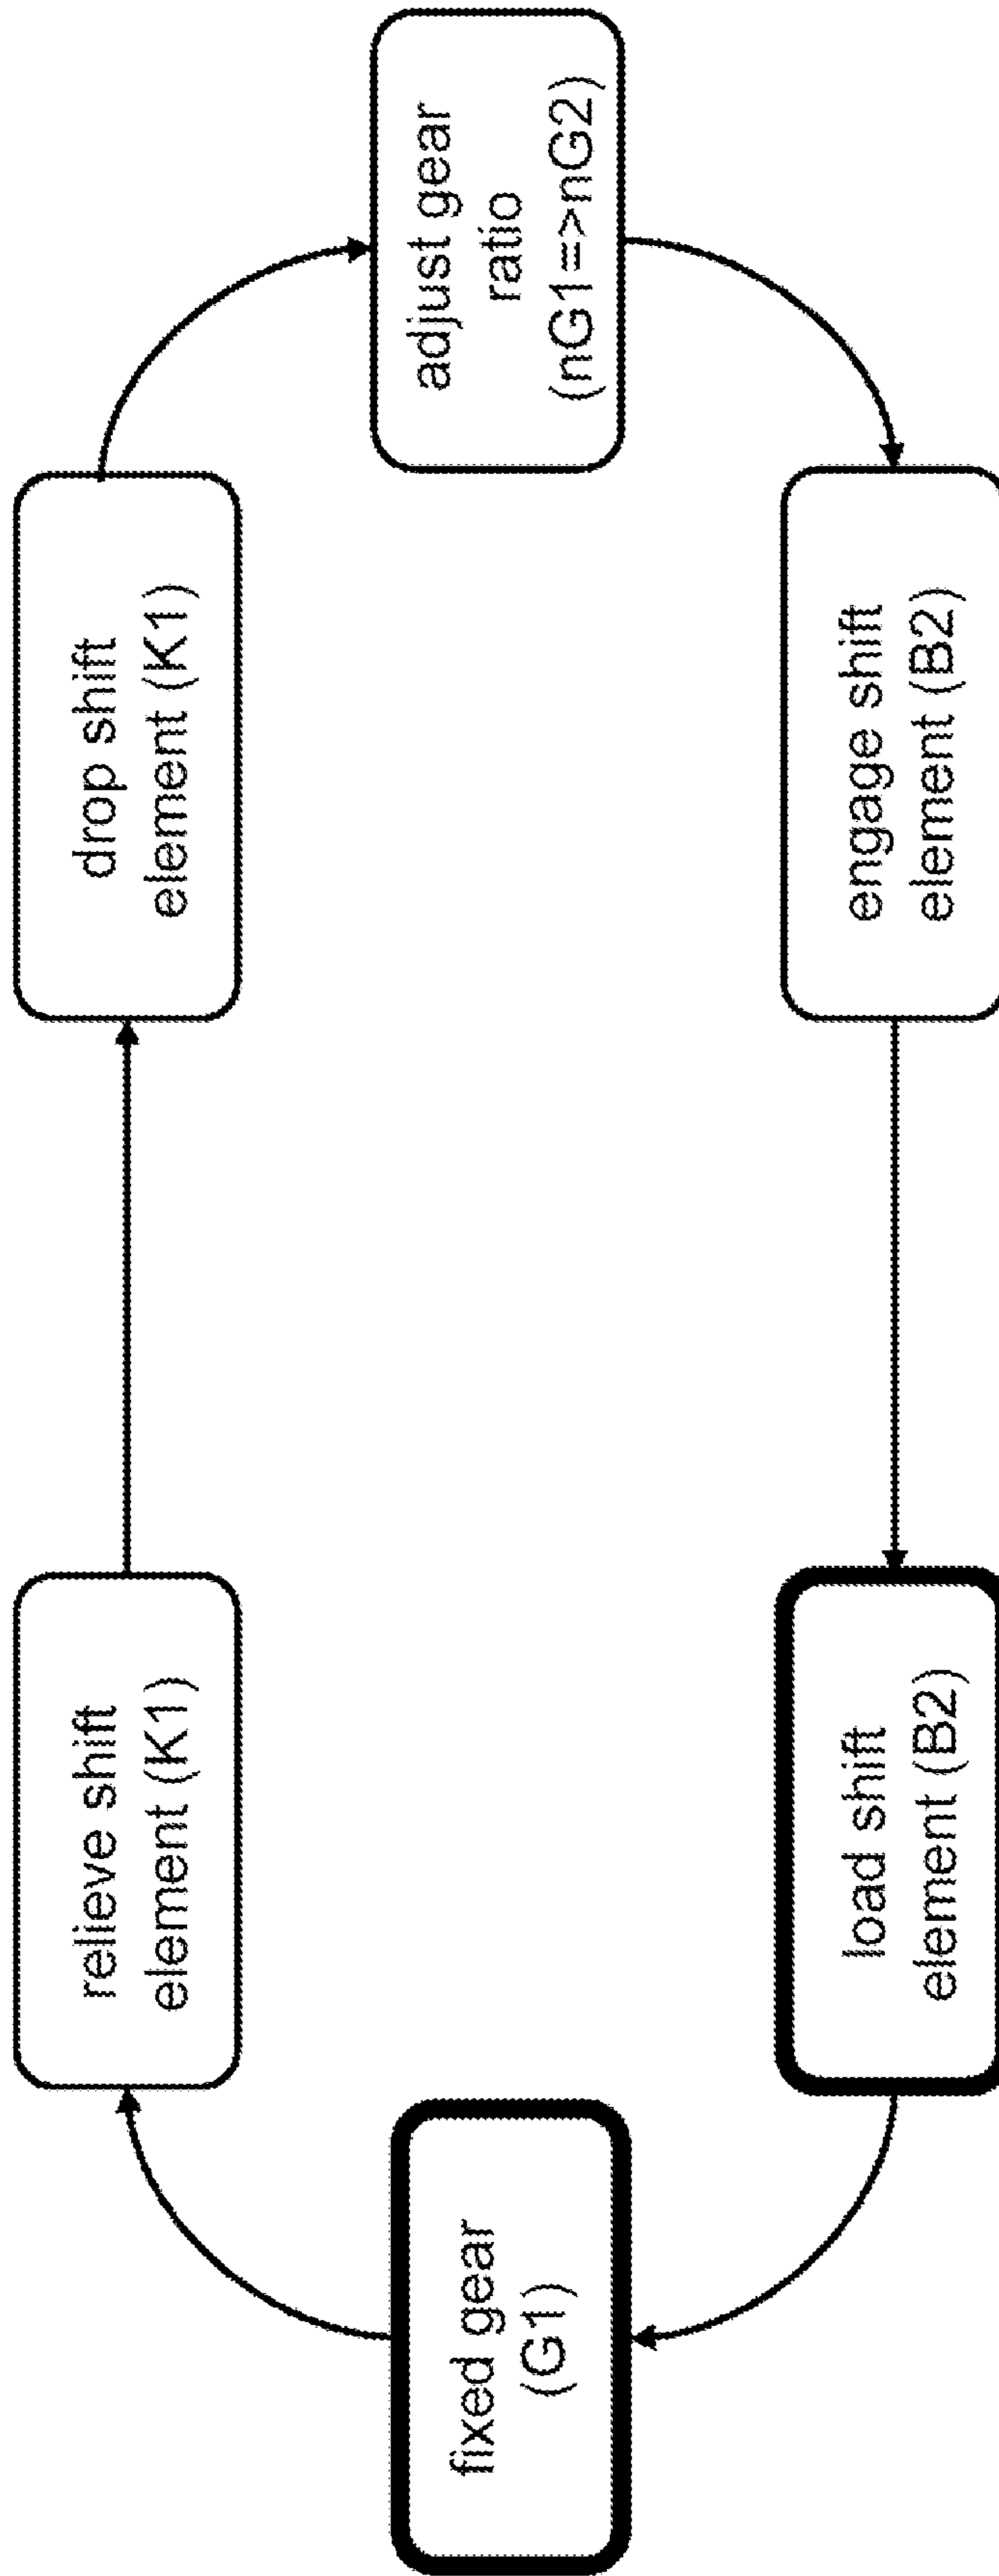 fixed gear
(G1)
relieve shift
element (K1)
drop shift
element (K1)
adjust gear
ratio
(nG1=>nG2)
engage shift
element (B2)
load shift
element (B2)